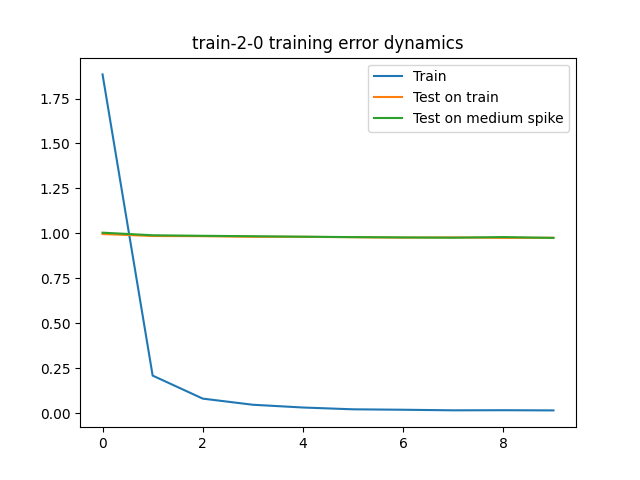 train-2-0 training error dynamics
Train
Test on train
Test on medium spike
1.75
1.50
1.25
1.00
0.75
0.50
0.25
0.00
0 2 4 6 8